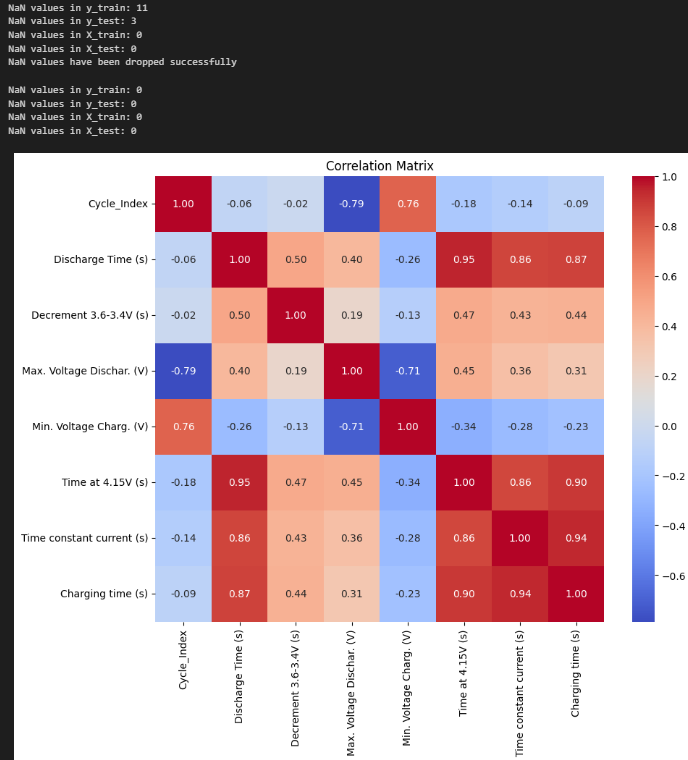 NaN values in y_train: 11
NaN values in y_test: 3
NaN values in X_train: 0
NaN values in X_test: 0
NaN values have been dropped successfully
NaN values in y_train: 0
NaN values in y_test: 0
NaN values in X_train: 0
NaN values in X_test: 0
Correlation Matrix
Cycle_Index 1.00 -0.06 -0.02 -0.79 0.76 -0.18 -0.14 -0.09
Discharge Time (s) -0.06 1.00 0.50 0.40 -0.26 0.95 0.86 0.87
Decrement 3.6-3.4V (s) -0.02 0.50 1.00 0.19 -0.13 0.47 0.43 0.44
Max. Voltage Dischar. (V) -0.79 0.40 0.19 1.00 -0.71 0.45 0.36 0.31
Min. Voltage Charg. (V) 0.76 -0.26 -0.13 -0.71 1.00 -0.34 -0.28 -0.23
Time at 4.15V (s) -0.18 0.95 0.47 0.45 -0.34 1.00 0.86 0.90
Time constant current (s) -0.14 0.86 0.43 0.36 -0.28 0.86 1.00 0.94
Charging time (s) -0.09 0.87 0.44 0.31 -0.23 0.90 0.94 1.00
Cycle_Index
Discharge Time (s)
Decrement 3.6-3.4V (s)
Max. Voltage Dischar. (V)
Min. Voltage Charg. (V)
Time at 4.15V (s)
Time constant current (s)
Charging time (s)
1.0
0.8
0.6
0.4
0.2
0.0
−0.2
−0.4
−0.6